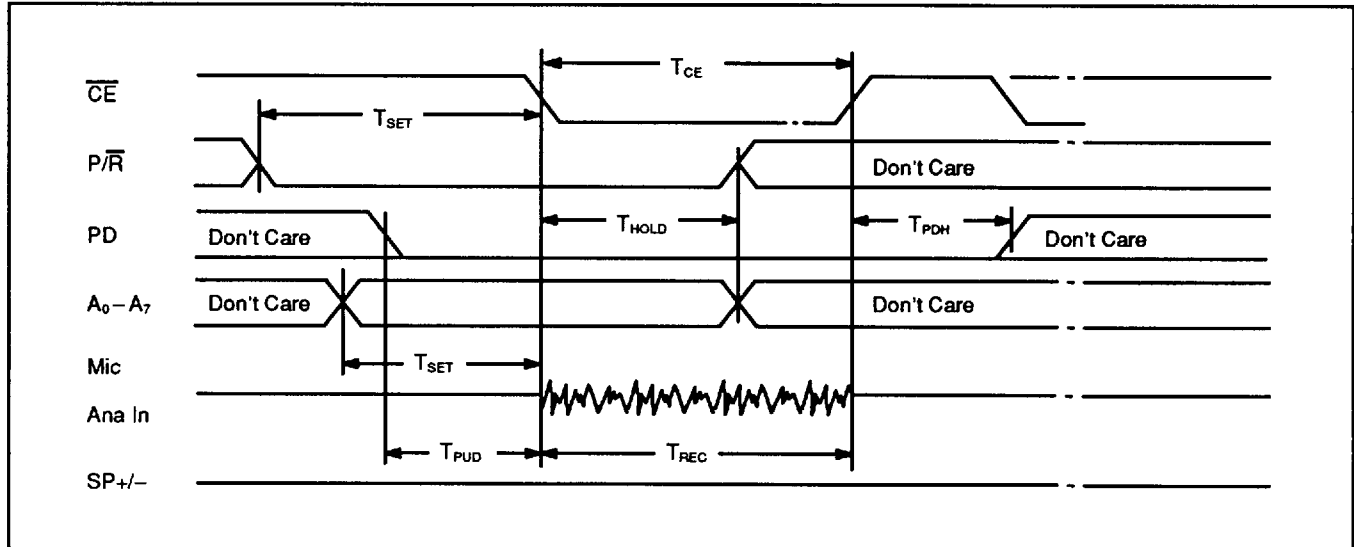 T_CE
C̅E̅
T_SET
P/R̅
Don't Care
T_HOLD
T_PDH
PD
Don't Care
Don't Care
A₀–A₇
Don't Care
Don't Care
Mic
T_SET
Ana In
T_PUD
T_REC
SP+/–